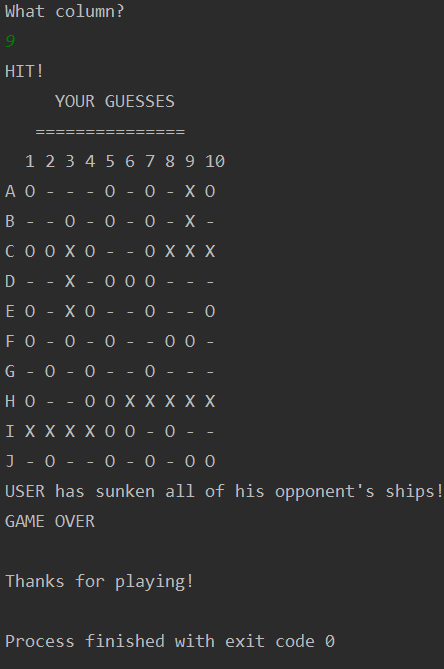 What column?
9
HIT!
YOUR GUESSES
===============
1 2 3 4 5 6 7 8 9 10
A O - - - O - O - X O
B - - O - O - O - X -
C O O X O - - O X X X
D - - X - O O O - - -
E O - X O - - O - - O
F O - O - O - - O O -
G - O - O - - O - - -
H O - - O O X X X X X
I X X X X O O - O - -
J - O - - O - O - O O
USER has sunken all of his opponent's ships!
GAME OVER
Thanks for playing!
Process finished with exit code 0